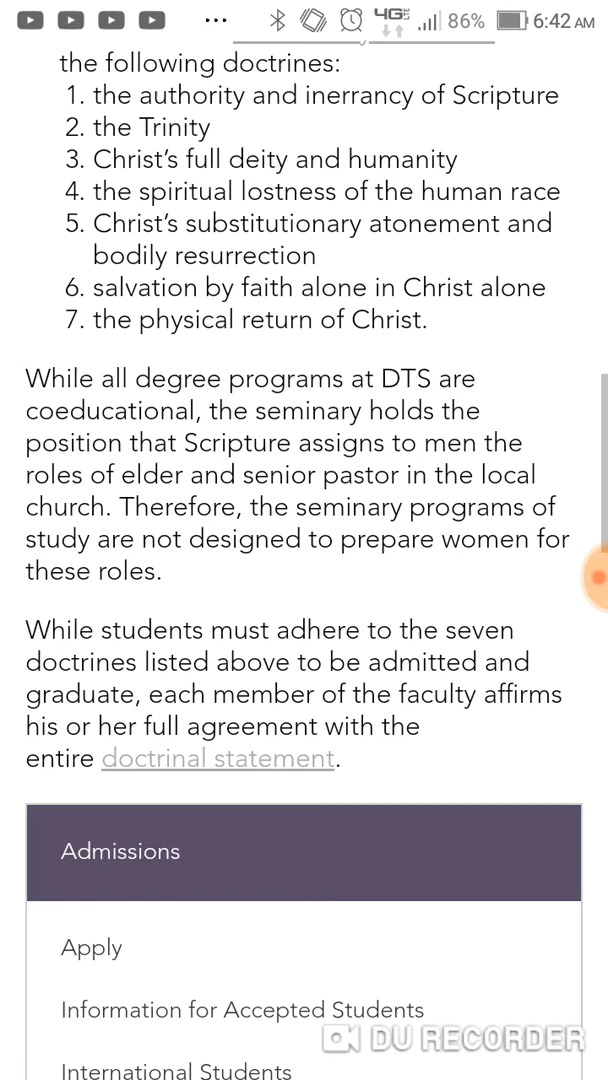 ... 4G LTE 86% 6:42 AM
the following doctrines:
1. the authority and inerrancy of Scripture
2. the Trinity
3. Christ's full deity and humanity
4. the spiritual lostness of the human race
5. Christ's substitutionary atonement and
bodily resurrection
6. salvation by faith alone in Christ alone
7. the physical return of Christ.
While all degree programs at DTS are
coeducational, the seminary holds the
position that Scripture assigns to men the
roles of elder and senior pastor in the local
church. Therefore, the seminary programs of
study are not designed to prepare women for
these roles.
While students must adhere to the seven
doctrines listed above to be admitted and
graduate, each member of the faculty affirms
his or her full agreement with the
entire doctrinal statement.
Admissions
Apply
Information for Accepted Students
DU RECORDER
International Students